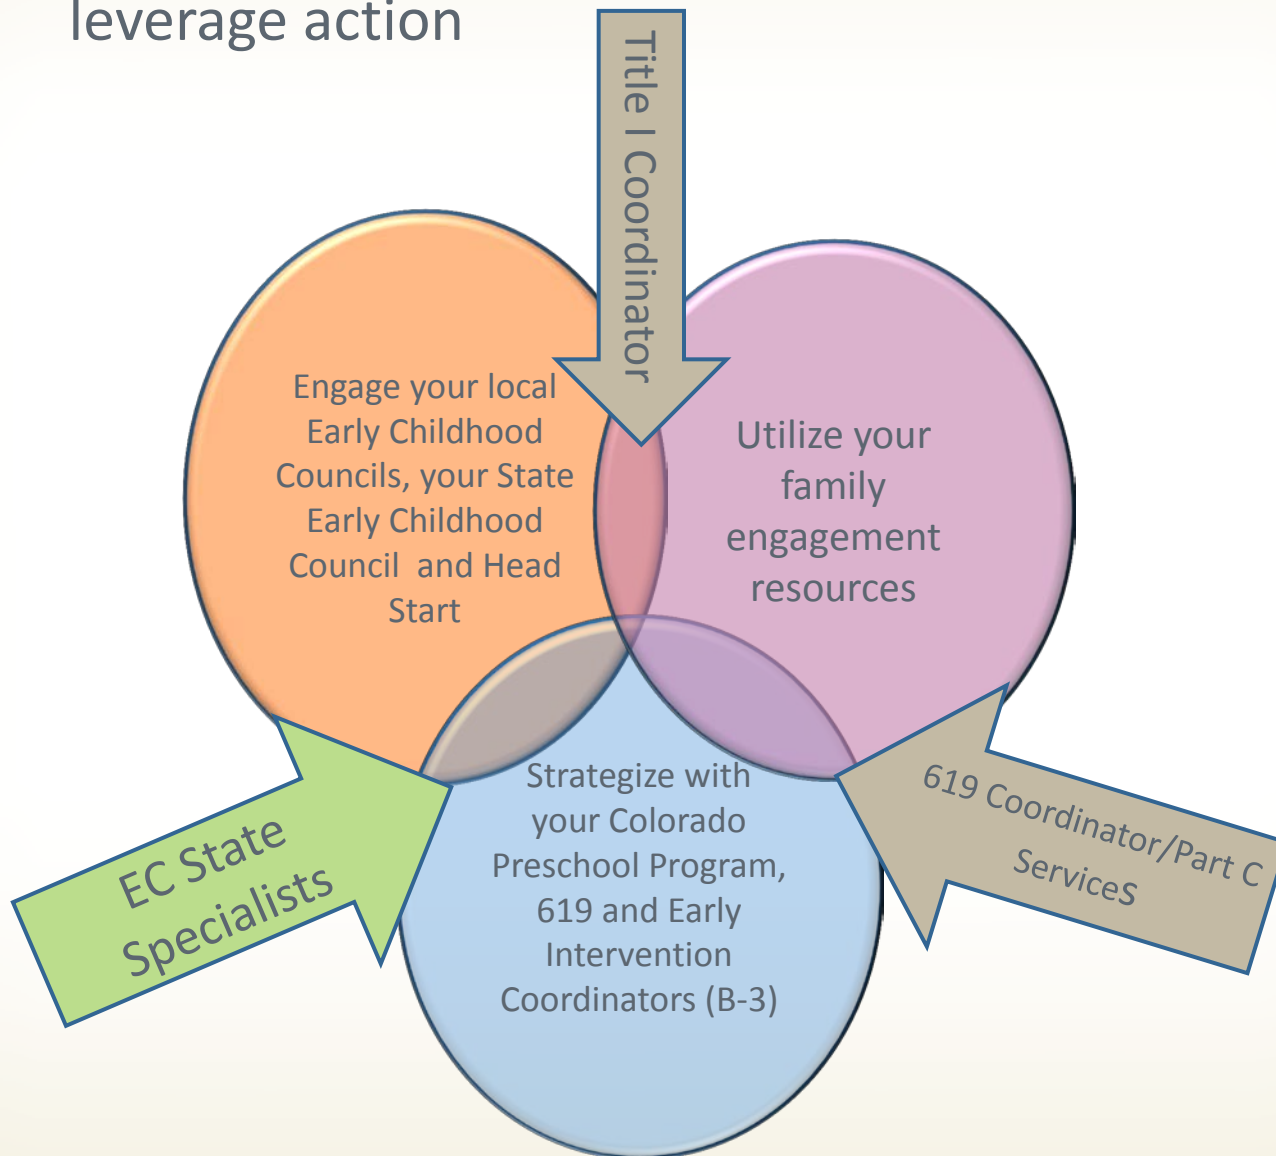 leverage action
Title I Coordinator
Engage your local
Early Childhood
Councils, your State
Early Childhood
Council and Head
Start
Utilize your
family
engagement
resources
Strategize with
your Colorado
Preschool Program,
619 and Early
Intervention
Coordinators (B-3)
EC State
Specialists
619 Coordinator/Part C
Services